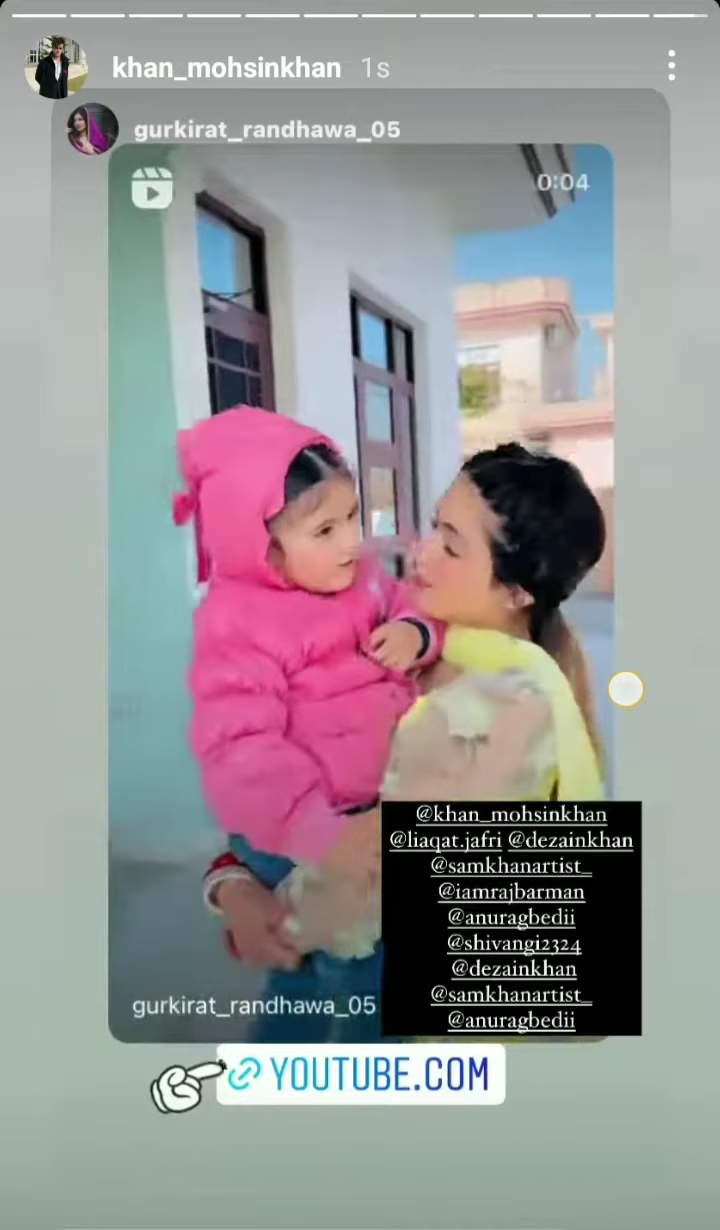 khan_mohsinkhan 1s
gurkirat_randhawa_05
0:04
@khan_mohsinkhan
@liaqat.jafri @dezainkhan
@samkhanartist_
@iamrajbarman
@anuragbedii
@shivangi2324
@dezainkhan
@samkhanartist_
@anuragbedii
gurkirat_randhawa_05
YOUTUBE.COM